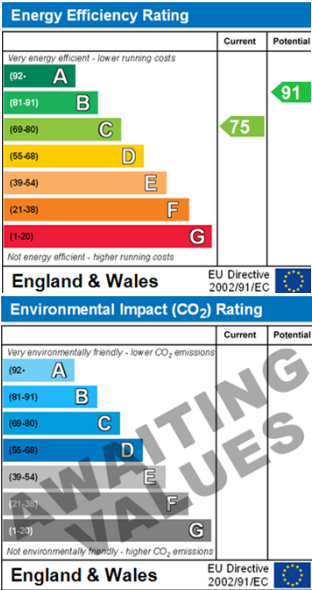 Energy Efficiency Rating
Current Potential
Very energy efficient - lower running costs
(92+ A
(81-91) B
(69-80) C
(55-68) D
(39-54) E
(21-38) F
(1-20) G
91
75
Not energy efficient - higher running costs
England & Wales
EU Directive
2002/91/EC
Environmental Impact (CO2) Rating
Current Potential
Very environmentally friendly - lower CO2 emissions
(92+ A
(81-91) B
(69-80) C
(55-68) D
(39-54) E
(21-38) F
(1-20) G
AWAITING
VALUES
Not environmentally friendly - higher CO2 emissions
England & Wales
EU Directive
2002/91/EC